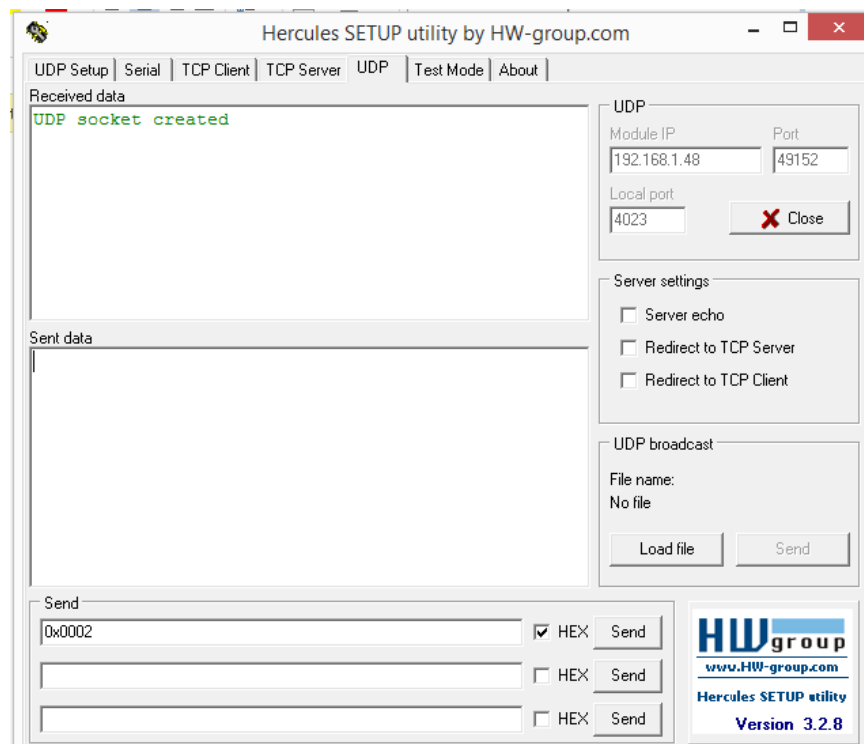 Hercules SETUP utility by HW-group.com
UDP Setup Serial TCP Client TCP Server UDP Test Mode About
Received data
UDP socket created
Sent data
UDP
Module IP Port
192.168.1.48 49152
Local port
4023 Close
Server settings
Server echo
Redirect to TCP Server
Redirect to TCP Client
UDP broadcast
File name:
No file
Load file Send
Send
0x0002 HEX Send
HEX Send
HEX Send
HW group
www.HW-group.com
Hercules SETUP utility
Version 3.2.8